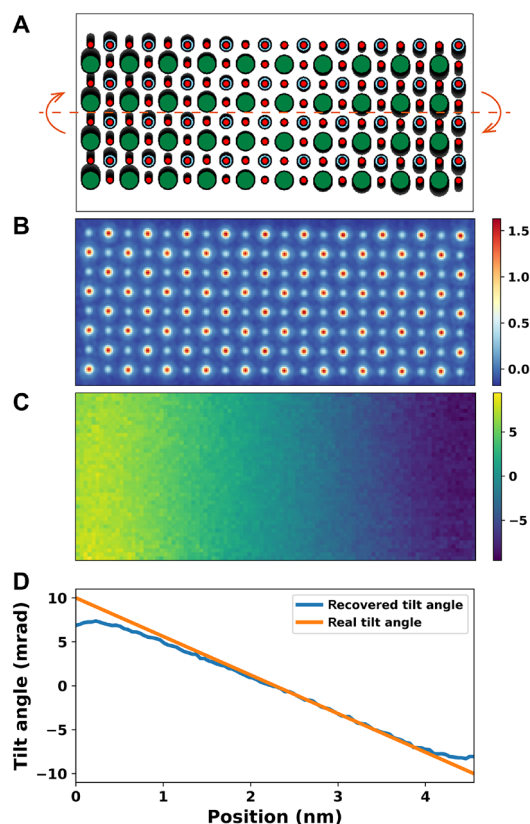 A
B
1.5
1.0
0.5
0.0
C
5
0
−5
D
10
5
0
−5
−10
Tilt angle (mrad)
Recovered tilt angle
Real tilt angle
0 1 2 3 4
Position (nm)